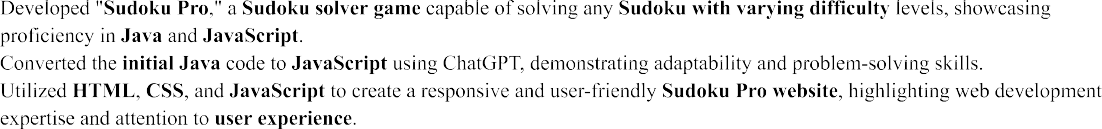 Developed "Sudoku Pro," a Sudoku solver game capable of solving any Sudoku with varying difficulty levels, showcasing
proficiency in Java and JavaScript.
Converted the initial Java code to JavaScript using ChatGPT, demonstrating adaptability and problem-solving skills.
Utilized HTML, CSS, and JavaScript to create a responsive and user-friendly Sudoku Pro website, highlighting web development
expertise and attention to user experience.